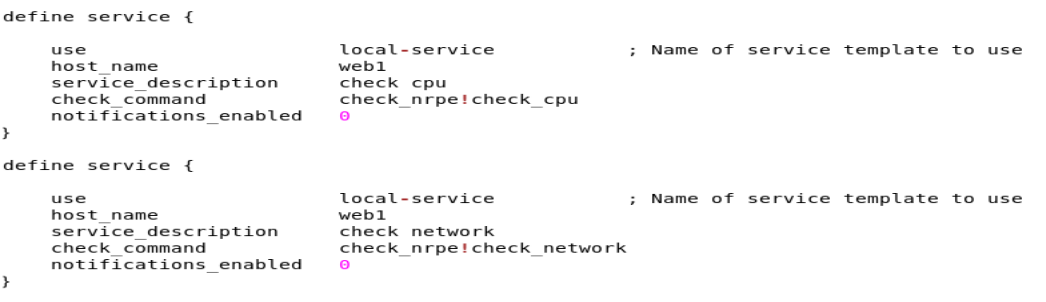 define service {
    use                     local-service           ; Name of service template to use
    host_name               web1
    service_description     check cpu
    check_command           check_nrpe!check_cpu
    notifications_enabled   0
}
define service {
    use                     local-service           ; Name of service template to use
    host_name               web1
    service_description     check network
    check_command           check_nrpe!check_network
    notifications_enabled   0
}